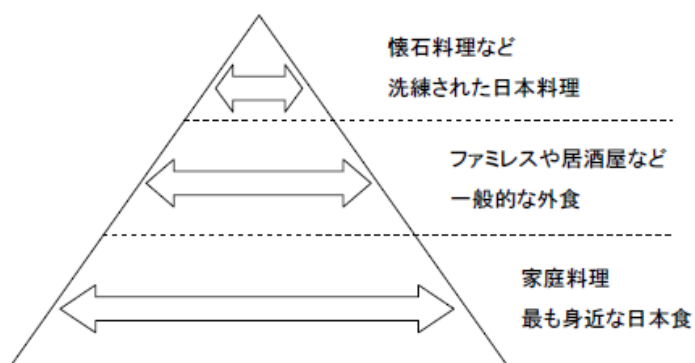 懐石料理など
洗練された日本料理
ファミレスや居酒屋など
一般的な外食
家庭料理
最も身近な日本食